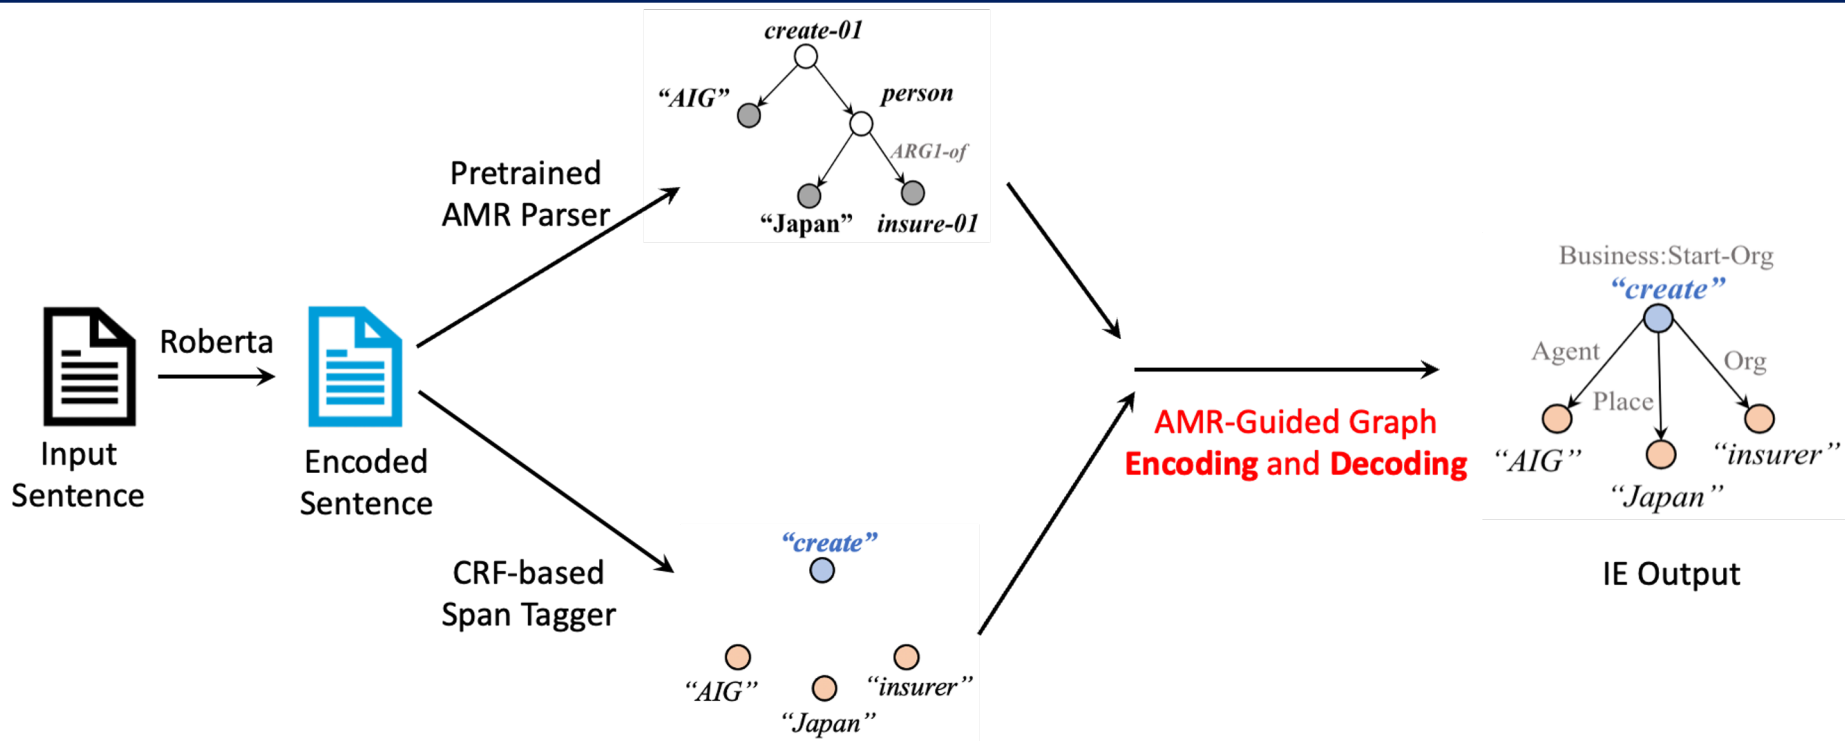 create-01
“AIG”
person
ARG1-of
“Japan”
insure-01
Pretrained
AMR Parser
Roberta
Input
Sentence
Encoded
Sentence
CRF-based
Span Tagger
“create”
“AIG”
“insurer”
“Japan”
AMR-Guided Graph
Encoding and Decoding
Business:Start-Org
“create”
Agent
Org
Place
“AIG”
“insurer”
“Japan”
IE Output